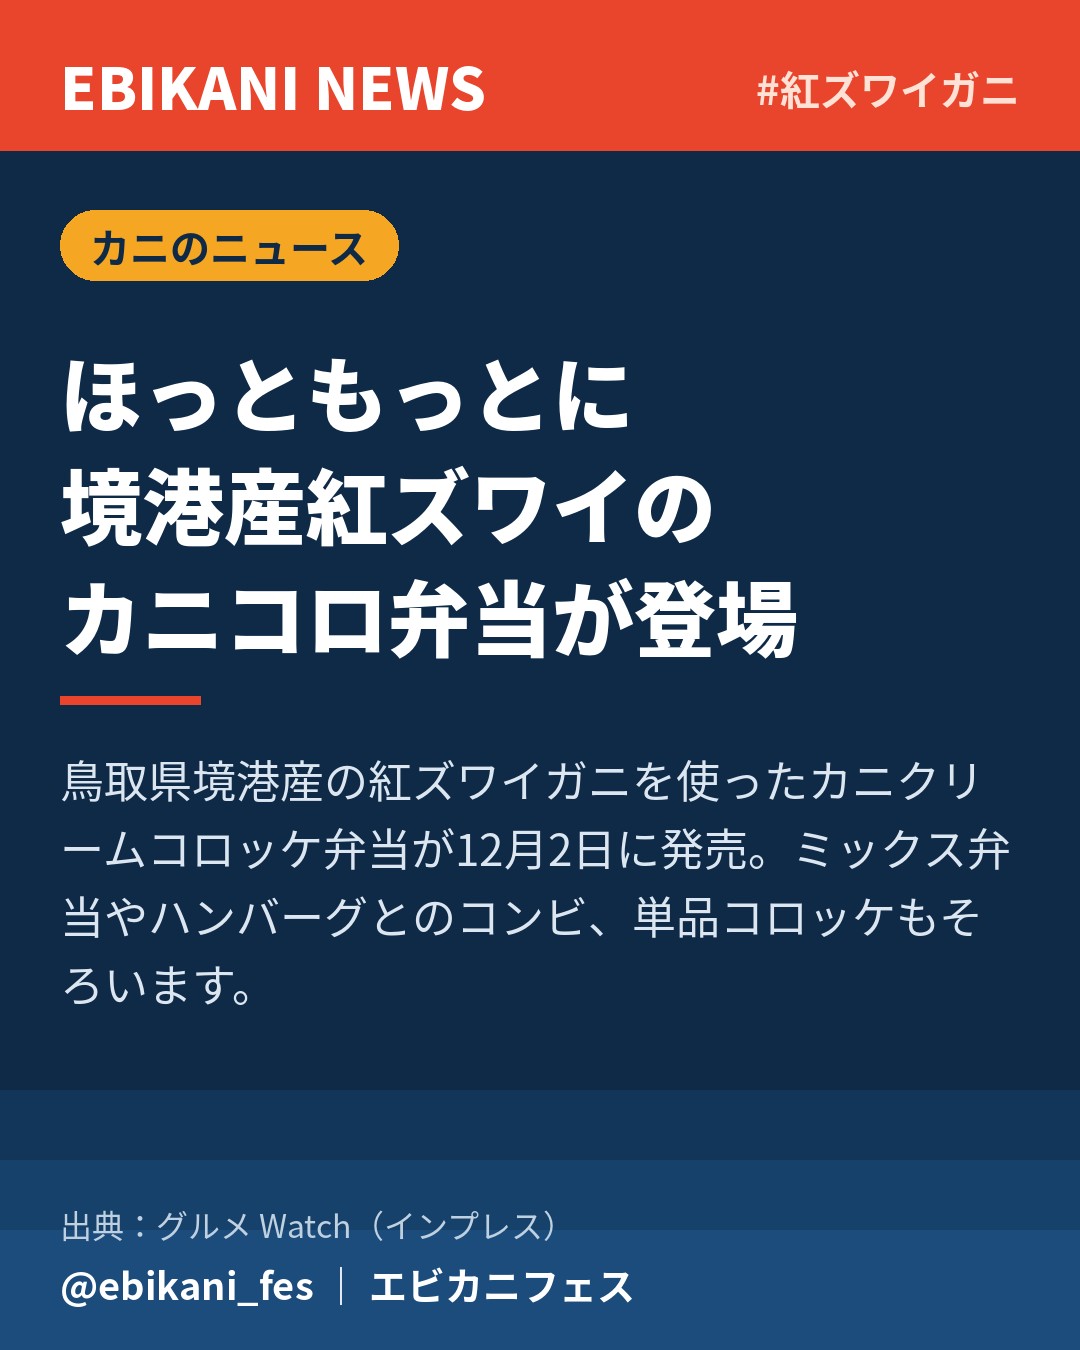 EBIKANI NEWS
#紅ズワイガニ
カニのニュース
ほっともっとに
境港産紅ズワイの
カニコロ弁当が登場
鳥取県境港産の紅ズワイガニを使ったカニクリ
ームコロッケ弁当が12月2日に発売。ミックス弁
当やハンバーグとのコンビ、単品コロッケもそ
ろいます。
出典：グルメ Watch（インプレス）
@ebikani_fes｜エビカニフェス